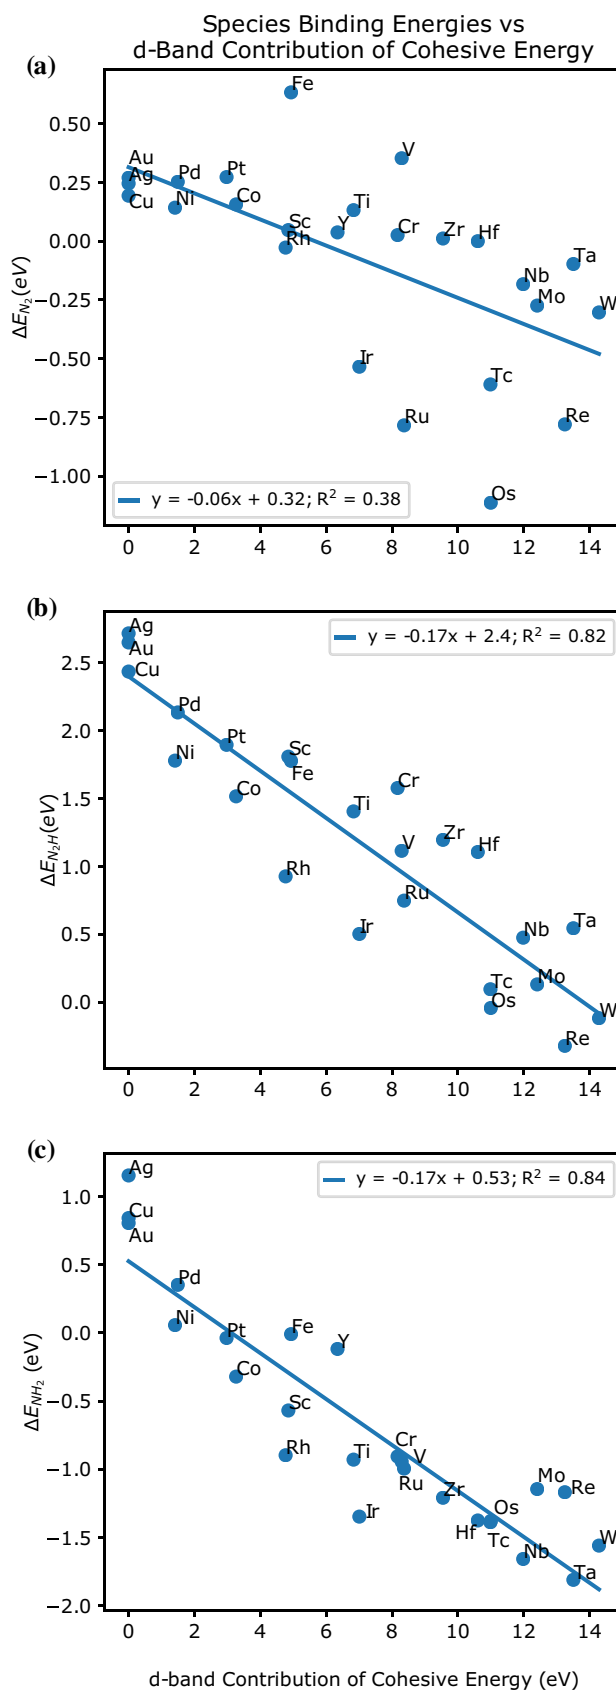 Species Binding Energies vs
d-Band Contribution of Cohesive Energy
(a)
Fe
0.50
V
Au
Pd
Pt
0.25
Ag
Cu
Ni
Co
Ti
Sc
Y
Cr
Zr
Hf
0.00
Rh
Ta
Nb
Mo
−0.25
W
ΔE_{N_2}(eV)
−0.50
Ir
Tc
−0.75
Ru
Re
−1.00
Os
y = -0.06x + 0.32; R² = 0.38
0 2 4 6 8 10 12 14
(b)
Ag
y = -0.17x + 2.4; R² = 0.82
Au
2.5
Cu
Pd
2.0
Pt
Sc
Ni
Fe
Cr
1.5
Co
Ti
V
Zr
Hf
ΔE_{N_2H}(eV)
1.0
Rh
Ru
0.5
Ir
Nb
Ta
Tc
Mo
0.0
Os
W
Re
0 2 4 6 8 10 12 14
(c)
Ag
y = -0.17x + 0.53; R² = 0.84
1.0
Cu
Au
0.5
Pd
Ni
Pt
Fe
Y
0.0
Co
Sc
−0.5
ΔE_{NH_2} (eV)
Rh
Ti
Cr
V
−1.0
Ru
Mo
Re
Ir
Zr
Os
Hf
Tc
−1.5
W
Nb
Ta
−2.0
0 2 4 6 8 10 12 14
d-band Contribution of Cohesive Energy (eV)